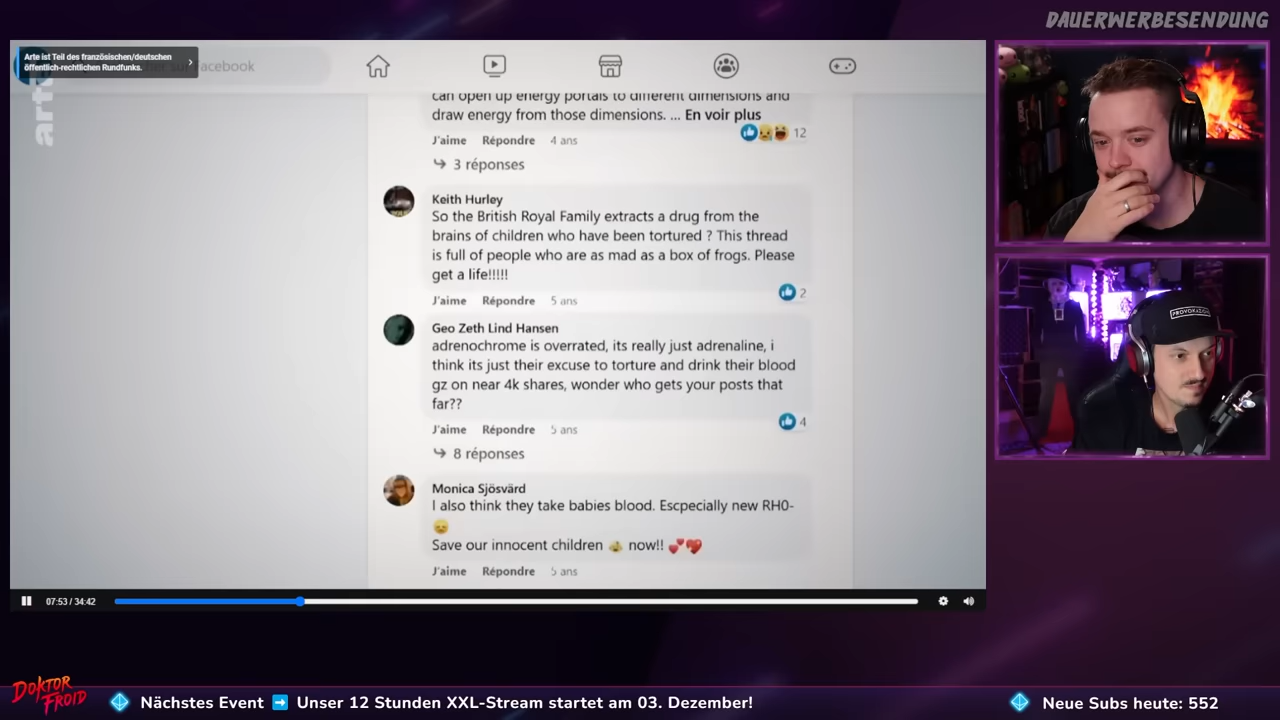 DAUERWERBESENDUNG
Arte ist Teil des französischen/deutschen
öffentlich-rechtlichen Rundfunks.
Facebook
arte
can open up energy portals to different dimensions and
draw energy from those dimensions. ... En voir plus
12
J'aime Répondre 4 ans
3 réponses
Keith Hurley
So the British Royal Family extracts a drug from the
brains of children who have been tortured ? This thread
is full of people who are as mad as a box of frogs. Please
get a life!!!!!
2
J'aime Répondre 5 ans
Geo Zeth Lind Hansen
adrenochrome is overrated, its really just adrenaline, i
think its just their excuse to torture and drink their blood
gz on near 4k shares, wonder who gets your posts that
far??
4
J'aime Répondre 5 ans
8 réponses
Monica Sjösvärd
I also think they take babies blood. Escpecially new RH0-
😞
Save our innocent children 👶 now!! 💕💖
J'aime Répondre 5 ans
07:53 / 34:42
DOKTOR
FROID
Nächstes Event ➡ Unser 12 Stunden XXL-Stream startet am 03. Dezember!
Neue Subs heute: 552